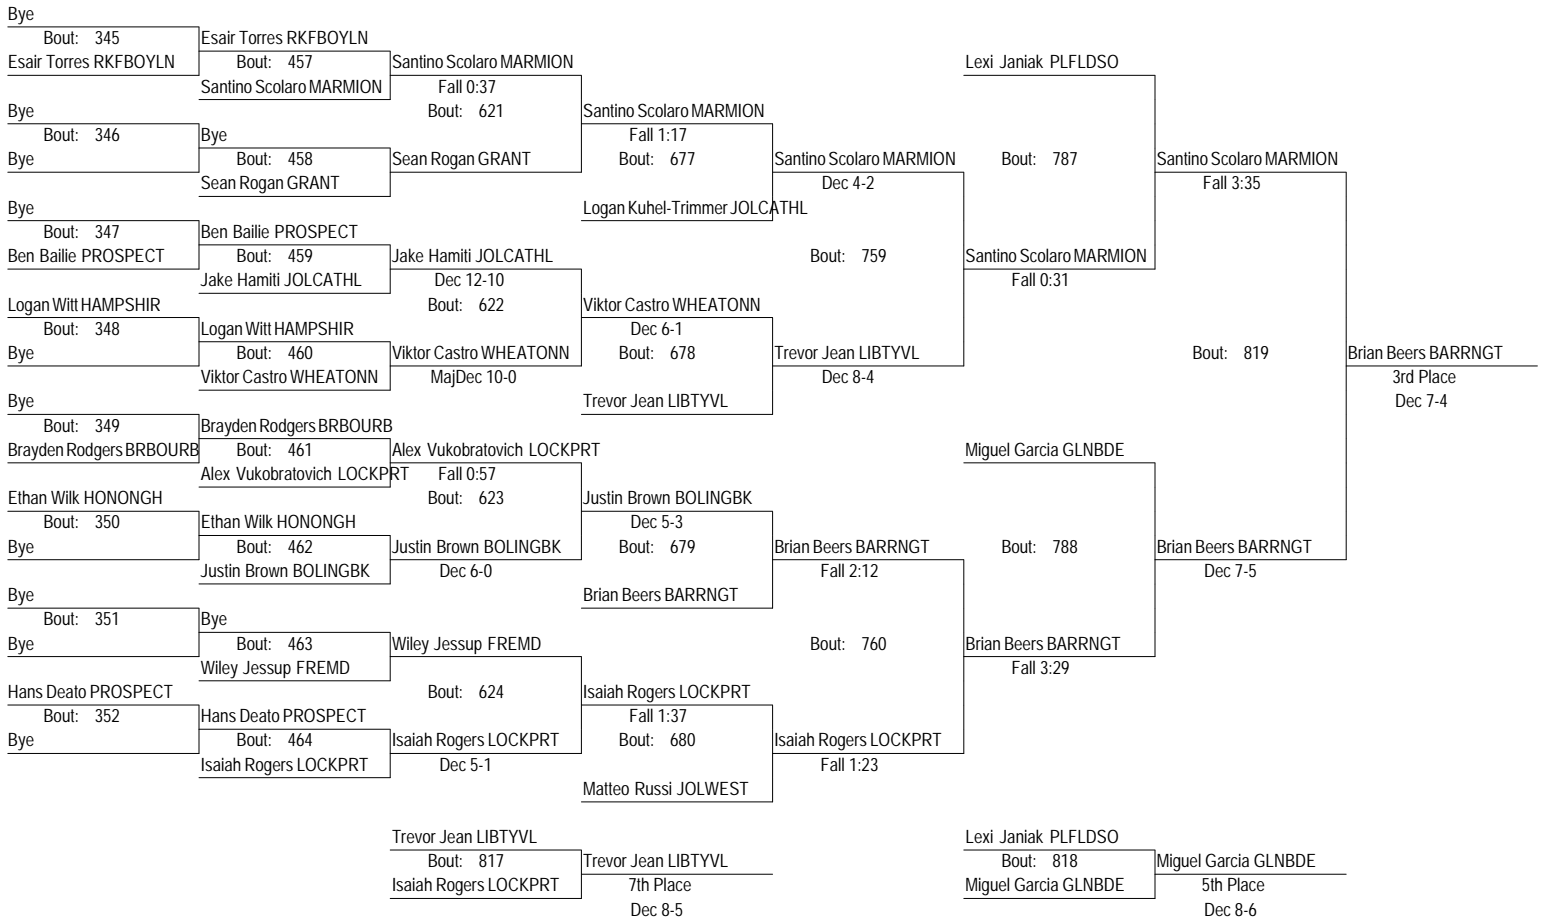 Bye
Bout: 345
Esair Torres RKFBOYLN
Bye
Bout: 346
Bye
Bye
Bout: 347
Ben Bailie PROSPECT
Logan Witt HAMPSHIR
Bout: 348
Bye
Bye
Bout: 349
Brayden Rodgers BRBOURB
Ethan Wilk HONONGH
Bout: 350
Bye
Bye
Bout: 351
Bye
Hans Deato PROSPECT
Bout: 352
Bye
Esair Torres RKFBOYLN
Bout: 457
Santino Scolaro MARMION
Bye
Bout: 458
Sean Rogan GRANT
Ben Bailie PROSPECT
Bout: 459
Jake Hamiti JOLCATHL
Logan Witt HAMPSHIR
Bout: 460
Viktor Castro WHEATONN
Brayden Rodgers BRBOURB
Bout: 461
Alex Vukobratovich LOCKPRT
Ethan Wilk HONONGH
Bout: 462
Justin Brown BOLINGBK
Bye
Bout: 463
Wiley Jessup FREMD
Hans Deato PROSPECT
Bout: 464
Isaiah Rogers LOCKPRT
Santino Scolaro MARMION
Fall 0:37
Bout: 621
Sean Rogan GRANT
Jake Hamiti JOLCATHL
Dec 12-10
Bout: 622
Viktor Castro WHEATONN
MajDec 10-0
Alex Vukobratovich LOCKPRT
Fall 0:57
Bout: 623
Justin Brown BOLINGBK
Dec 6-0
Wiley Jessup FREMD
Bout: 624
Isaiah Rogers LOCKPRT
Dec 5-1
Santino Scolaro MARMION
Fall 1:17
Bout: 677
Logan Kuhel-Trimmer JOLCATHL
Viktor Castro WHEATONN
Dec 6-1
Bout: 678
Trevor Jean LIBTYVL
Justin Brown BOLINGBK
Dec 5-3
Bout: 679
Brian Beers BARRNGT
Isaiah Rogers LOCKPRT
Fall 1:37
Bout: 680
Matteo Russi JOLWEST
Santino Scolaro MARMION
Dec 4-2
Bout: 759
Trevor Jean LIBTYVL
Dec 8-4
Brian Beers BARRNGT
Fall 2:12
Bout: 760
Isaiah Rogers LOCKPRT
Fall 1:23
Lexi Janiak PLFLDSO
Bout: 787
Santino Scolaro MARMION
Fall 0:31
Miguel Garcia GLNBDE
Bout: 788
Brian Beers BARRNGT
Fall 3:29
Santino Scolaro MARMION
Fall 3:35
Bout: 819
Brian Beers BARRNGT
Dec 7-5
Brian Beers BARRNGT
3rd Place
Dec 7-4
Trevor Jean LIBTYVL
Bout: 817
Isaiah Rogers LOCKPRT
Trevor Jean LIBTYVL
7th Place
Dec 8-5
Lexi Janiak PLFLDSO
Bout: 818
Miguel Garcia GLNBDE
Miguel Garcia GLNBDE
5th Place
Dec 8-6